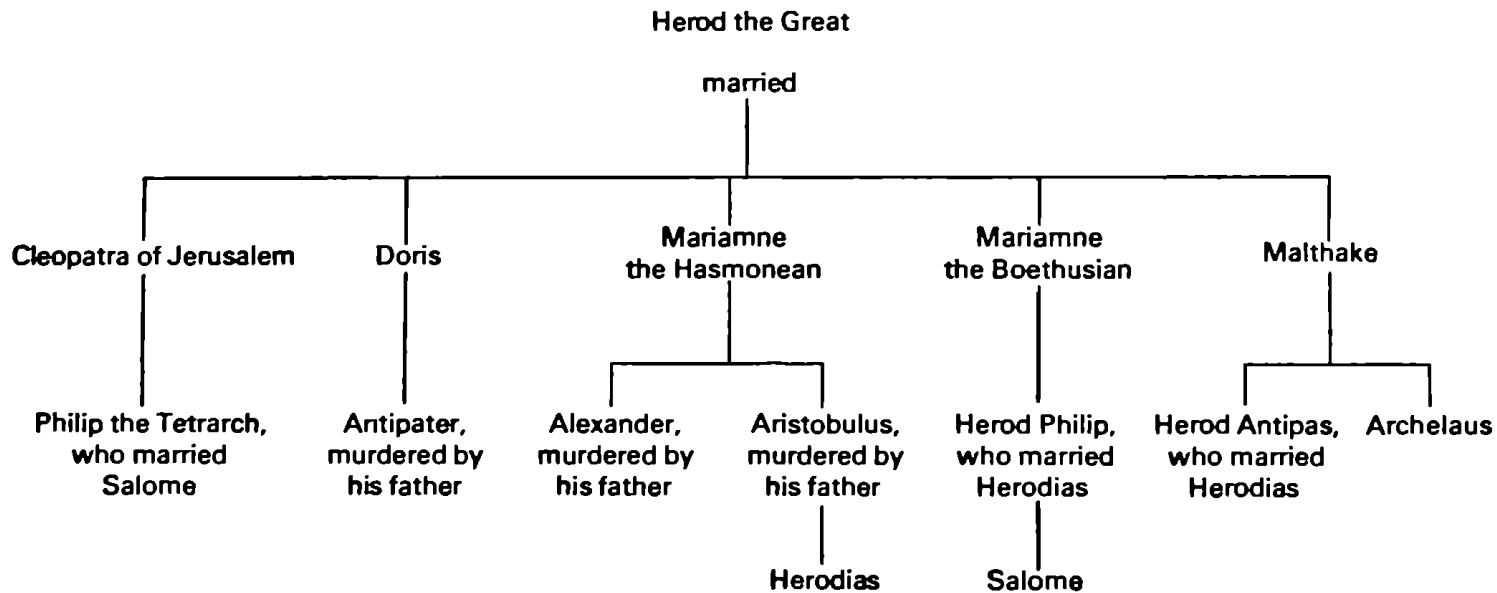 Herod the Great
married
Cleopatra of Jerusalem
Doris
Mariamne
the Hasmonean
Mariamne
the Boethusian
Malthake
Philip the Tetrarch,
who married
Salome
Antipater,
murdered by
his father
Alexander,
murdered by
his father
Aristobulus,
murdered by
his father
Herod Philip,
who married
Herodias
Herod Antipas,
who married
Herodias
Archelaus
Herodias
Salome